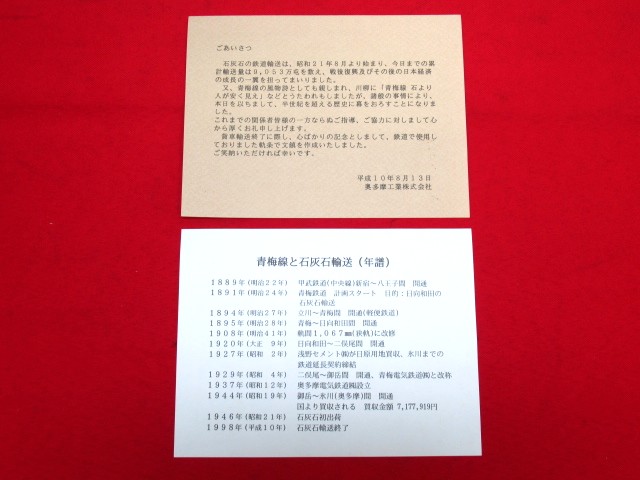 ごあいさつ
石灰石の鉄道輸送は、昭和21年8月より始まり、今日までの累
計輸送量は9,053万屯を数え、戦後復興及びその後の日本経済
の成長の一翼を担ってまいりました。
又、青梅線の風物詩としても親しまれ、川柳に「青梅線 石より
人が安く見え」などとうたわれもしましたが、諸般の事情により、
本日を以ちまして、半世紀を超える歴史に幕をおろすことになりま
した。
これまでの関係者皆様の一方ならぬご指導、ご協力に対しまして心
から厚くお礼申し上げます。
貨車輸送終了に際し、心ばかりの記念としまして、鉄道で使用し
ておりました軌条で文鎮を作成いたしました。
ご笑納いただければ幸いです。
平成10年8月13日
奥多摩工業株式会社
青梅線と石灰石輸送(年譜)
1889年(明治22年) 甲武鉄道(中央線)新宿~八王子間 開通
1891年(明治24年) 青梅鉄道 計画スタート 目的:日向和田の
石灰石輸送
1894年(明治27年) 立川~青梅間 開通(軽便鉄道)
1895年(明治28年) 青梅~日向和田間 開通
1908年(明治41年) 軌間1,067㎜(狭軌)に改修
1920年(大正 9年) 日向和田~二俣尾間 開通
1927年(昭和 2年) 浅野セメント㈱が日原用地買収、氷川までの
鉄道延長契約締結
1929年(昭和 4年) 二俣尾~御岳間 開通、青梅電気鉄道㈱と改称
1937年(昭和12年) 奥多摩電気鉄道㈱設立
1944年(昭和19年) 御岳~氷川(奥多摩)間 開通
国より買収される 買収金額 7,177,919円
1946年(昭和21年) 石灰石初出荷
1998年(平成10年) 石灰石輸送終了